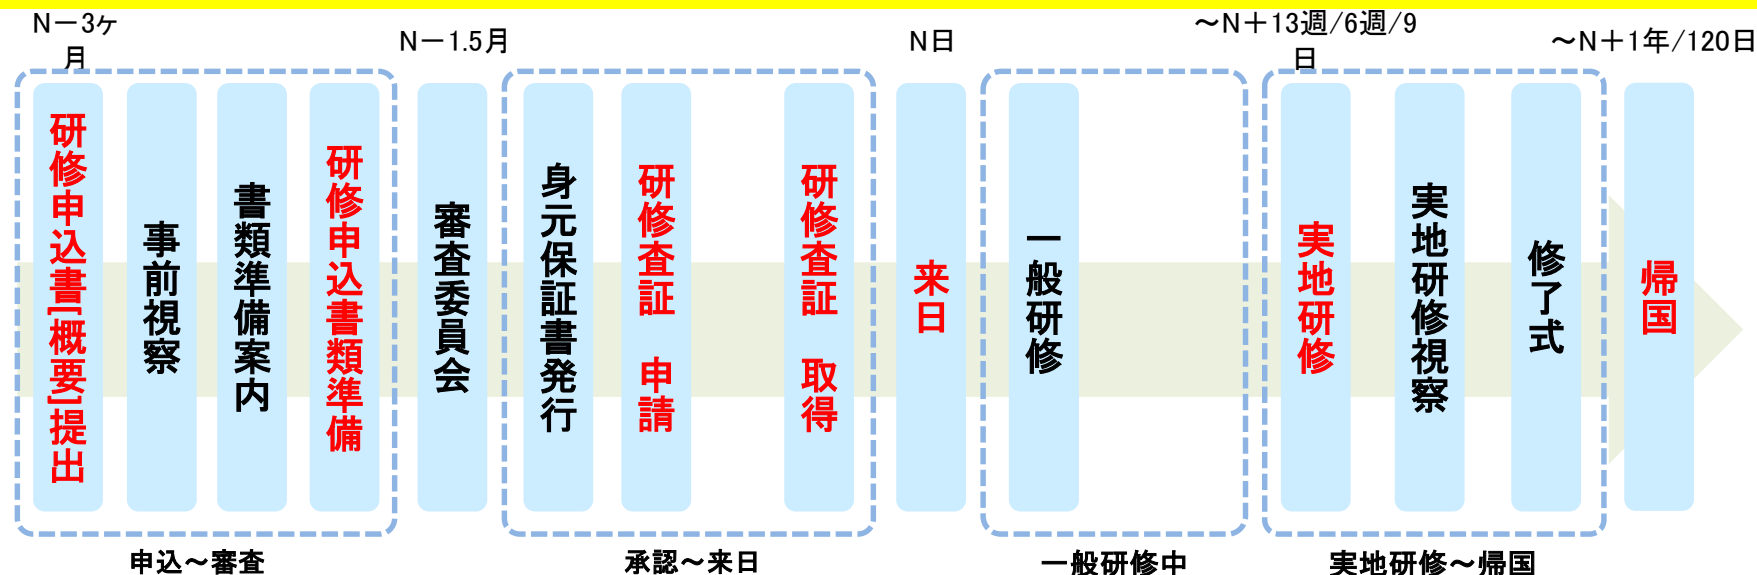 N－3ヶ
月
N－1.5月
N日
～N＋13週/6週/9
日
～N＋1年/120日
研修申込書[概要]提出
事前視察
書類準備案内
研修申込書類準備
審査委員会
身元保証書発行
研修査証　申請
研修査証　取得
来日
一般研修
実地研修
実地研修視察
修了式
帰国
申込～審査
承認～来日
一般研修中
実地研修～帰国